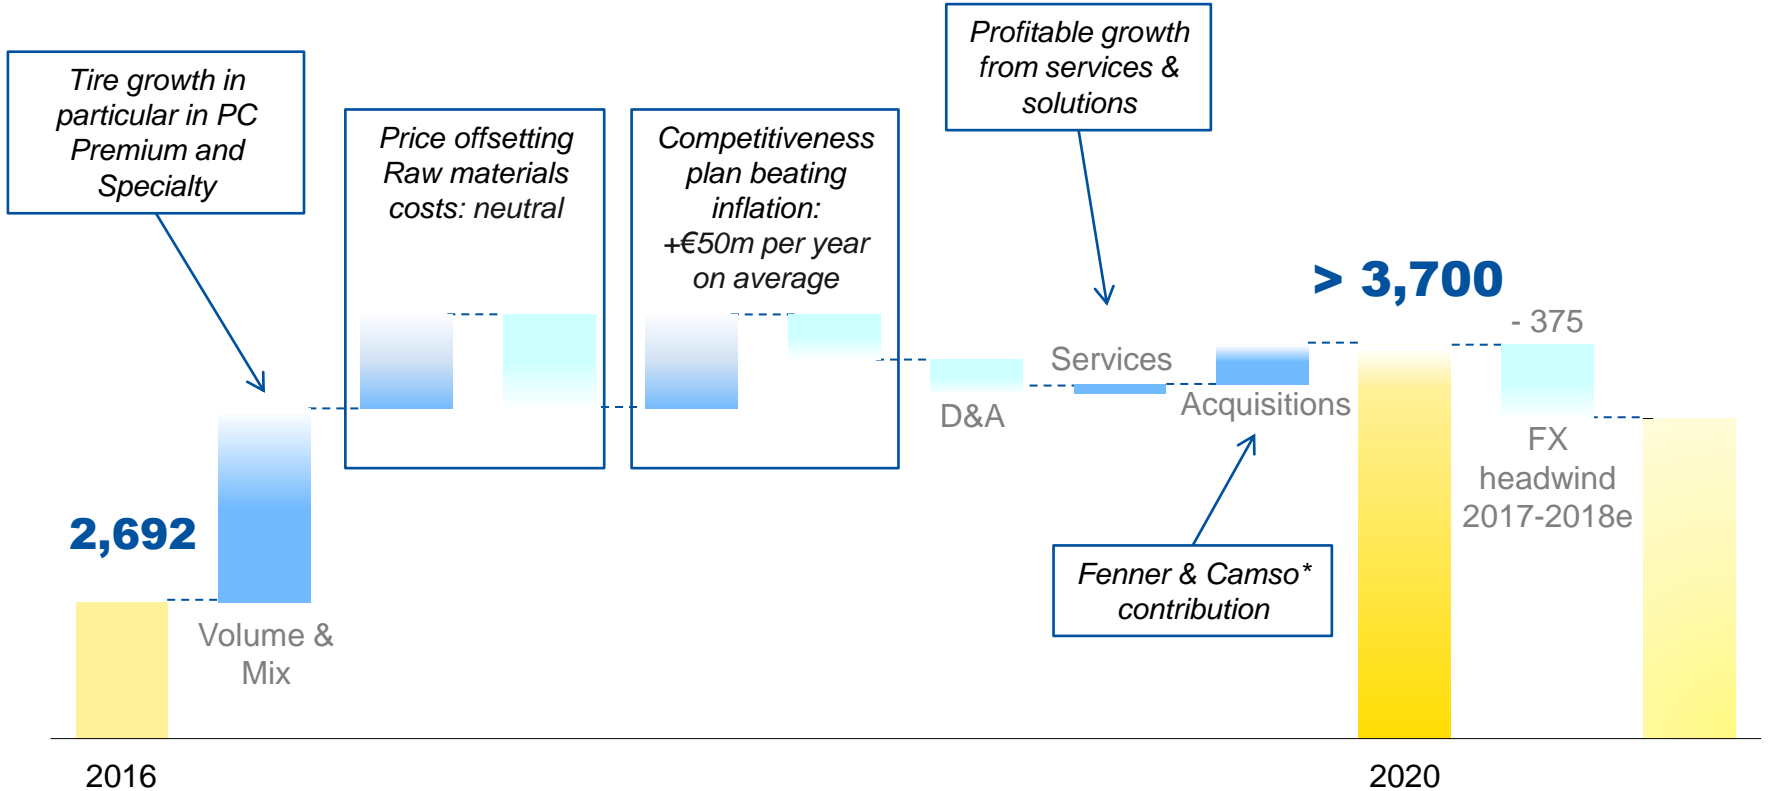 Tire growth in
particular in PC
Premium and
Specialty
Price offsetting
Raw materials
costs: neutral
Competitiveness
plan beating
inflation:
+€50m per year
on average
Profitable growth
from services &
solutions
> 3,700
- 375
2,692
Volume &
Mix
D&A
Services
Acquisitions
FX
headwind
2017-2018e
Fenner & Camso*
contribution
2016
2020